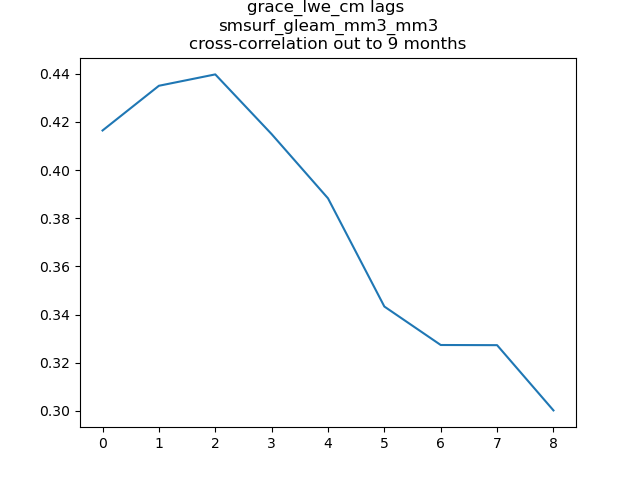 grace_lwe_cm lags
smsurf_gleam_mm3_mm3
cross-correlation out to 9 months
0.44
0.42
0.40
0.38
0.36
0.34
0.32
0.30
0 1 2 3 4 5 6 7 8